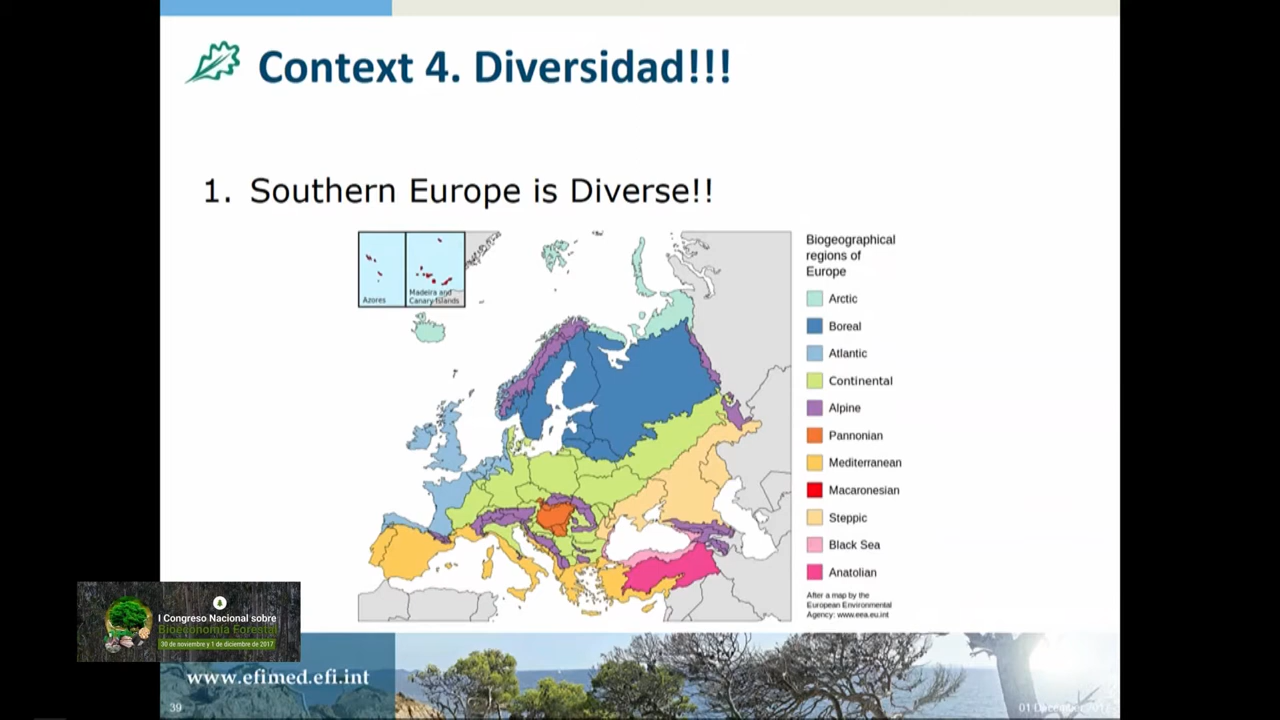 Context 4. Diversidad!!!
1. Southern Europe is Diverse!!
Azores
Madeira and
Canary Islands
Biogeographical
regions of
Europe
Arctic
Boreal
Atlantic
Continental
Alpine
Pannonian
Mediterranean
Macaronesian
Steppic
Black Sea
Anatolian
After a map by the
European Environmental
Agency: www.eea.eu.int
I Congreso Nacional sobre
Bioeconomía Forestal
30 de noviembre y 1 de diciembre de 2017
www.efimed.efi.int
39
01 December